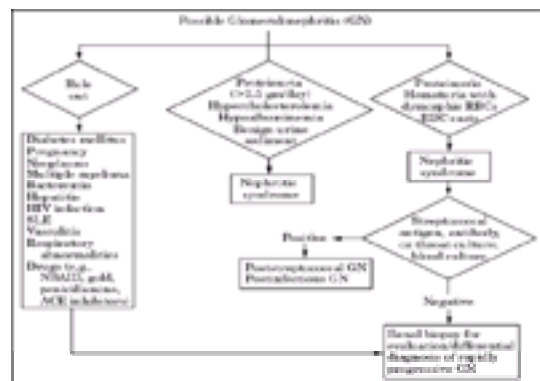 Possible Glomerulonephritis (GN)
Rule
out
Diabetes mellitus
Pregnancy
Neoplasms
Multiple myeloma
Bacteremia
Hepatitis
HIV infection
SLE
Vasculitis
Respiratory
abnormalities
Drugs (e.g.,
NSAID, gold,
penicillamine,
ACE inhibitors)
Proteinuria
(>3.5 gm/day)
Hypercholesterolemia
Hypoalbuminemia
Benign urine
sediment
Nephrotic
syndrome
Proteinuria
Hematuria with
dysmorphic RBCs
RBC casts
Nephritic
syndrome
Streptococcal
antigen, antibody,
or throat culture,
blood culture
Positive
Poststreptococcal GN
Postinfectious GN
Negative
Renal biopsy for
evaluation/differential
diagnosis of rapidly
progressive GN